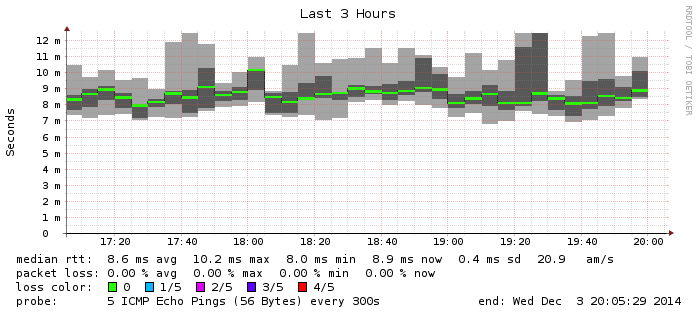 Last 3 Hours
RRDTOOL / TOBI OETIKER
Seconds
12 m
11 m
10 m
9 m
8 m
7 m
6 m
5 m
4 m
3 m
2 m
1 m
0
17:20 17:40 18:00 18:20 18:40 19:00 19:20 19:40 20:00
median rtt: 8.6 ms avg 10.2 ms max 8.0 ms min 8.9 ms now 0.4 ms sd 20.9 am/s
packet loss: 0.00 % avg 0.00 % max 0.00 % min 0.00 % now
loss color: 0 1/5 2/5 3/5 4/5
probe: 5 ICMP Echo Pings (56 Bytes) every 300s end: Wed Dec 3 20:05:29 2014